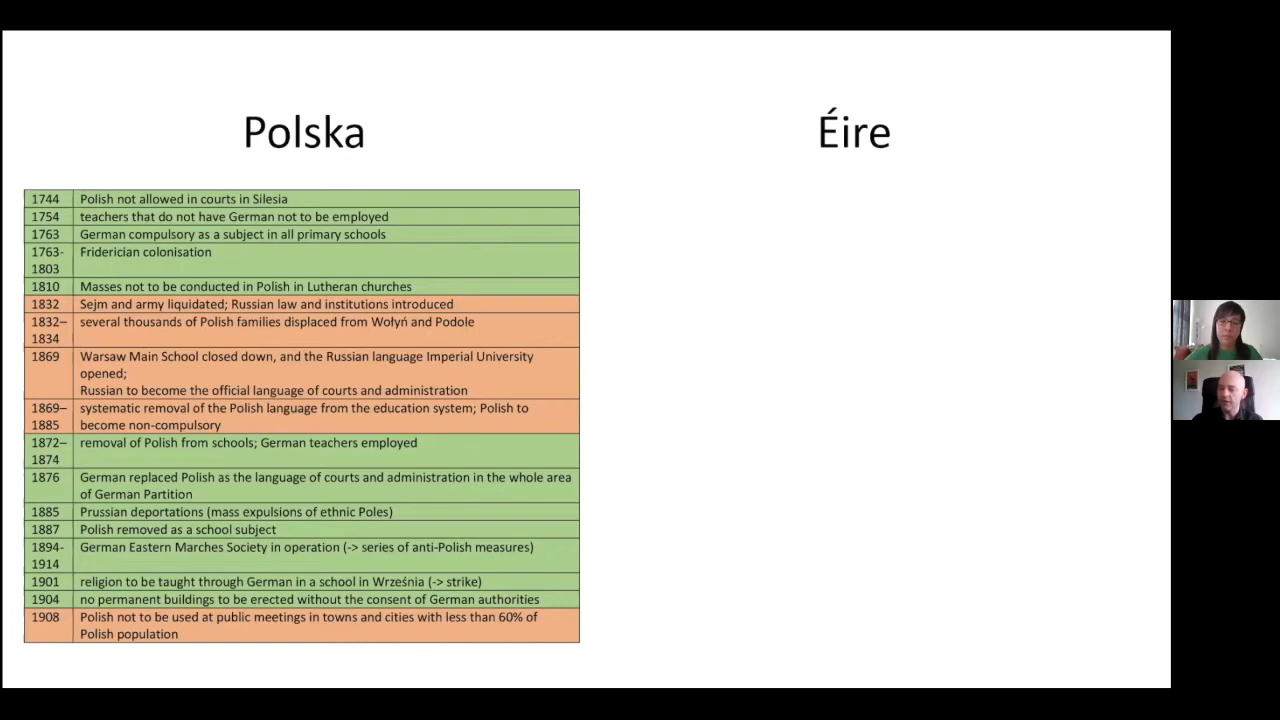 Polska
Éire
1744 Polish not allowed in courts in Silesia
1754 teachers that do not have German not to be employed
1763 German compulsory as a subject in all primary schools
1763- Friderician colonisation
1803
1810 Masses not to be conducted in Polish in Lutheran churches
1832 Sejm and army liquidated; Russian law and institutions introduced
1832– several thousands of Polish families displaced from Wołyń and Podole
1834
1869 Warsaw Main School closed down, and the Russian language Imperial University
opened;
Russian to become the official language of courts and administration
1869– systematic removal of the Polish language from the education system; Polish to
1885 become non-compulsory
1872– removal of Polish from schools; German teachers employed
1874
1876 German replaced Polish as the language of courts and administration in the whole area
of German Partition
1885 Prussian deportations (mass expulsions of ethnic Poles)
1887 Polish removed as a school subject
1894- German Eastern Marches Society in operation (-> series of anti-Polish measures)
1914
1901 religion to be taught through German in a school in Września (-> strike)
1904 no permanent buildings to be erected without the consent of German authorities
1908 Polish not to be used at public meetings in towns and cities with less than 60% of
Polish population